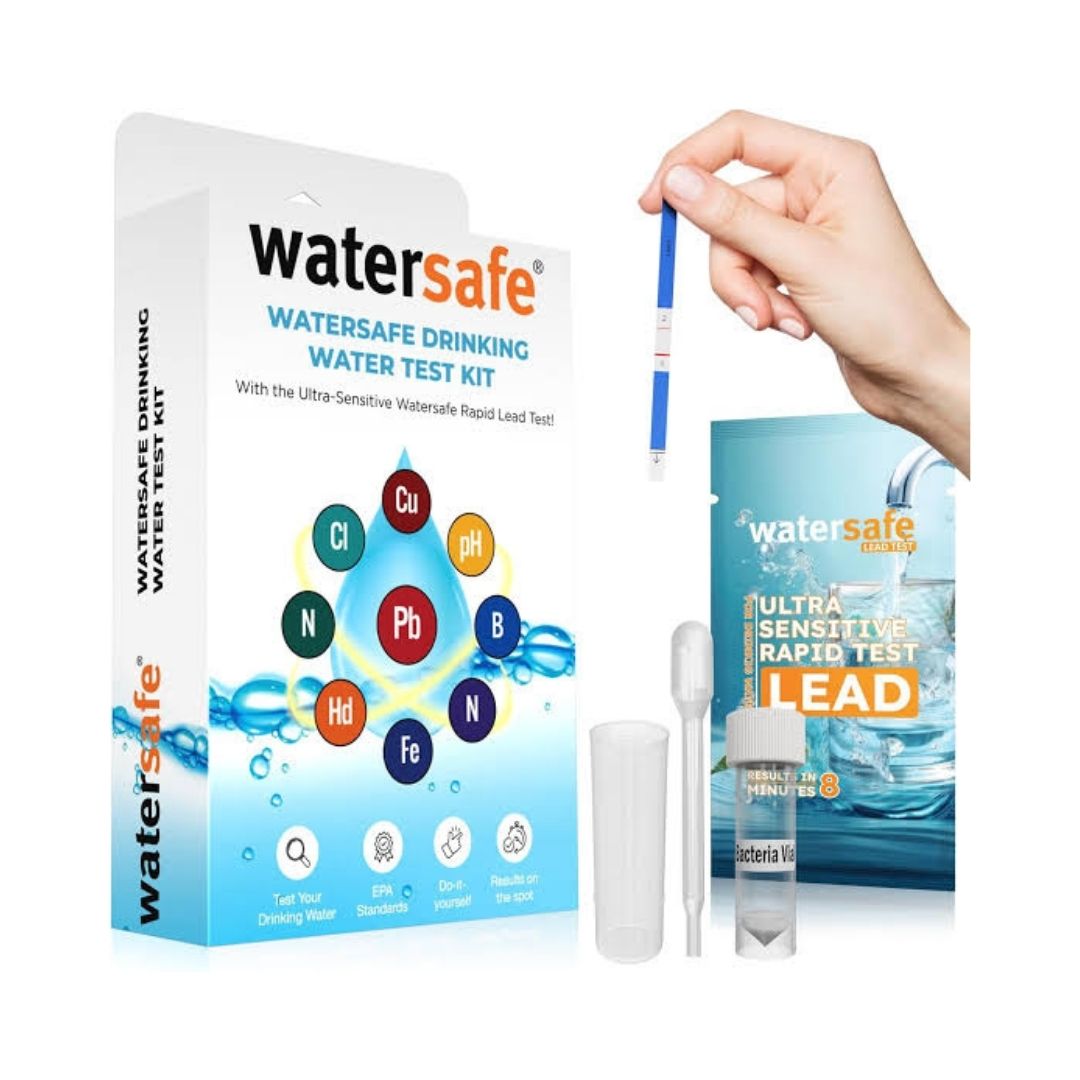 watersafe®
WATERSAFE DRINKING
WATER TEST KIT
With the Ultra-Sensitive Watersafe Rapid Lead Test!
Cu
Cl
pH
N
Pb
B
Hd
N
Fe
Test Your
Drinking Water
EPA
Standards
Do-it-
yourself
Results on
the spot
WATERSAFE DRINKING
WATER TEST KIT
watersafe®
2
watersafe
LEAD TEST
ULTRA
SENSITIVE
RAPID TEST
LEAD
RESULTS IN
MINUTES 8
Bacteria Vial